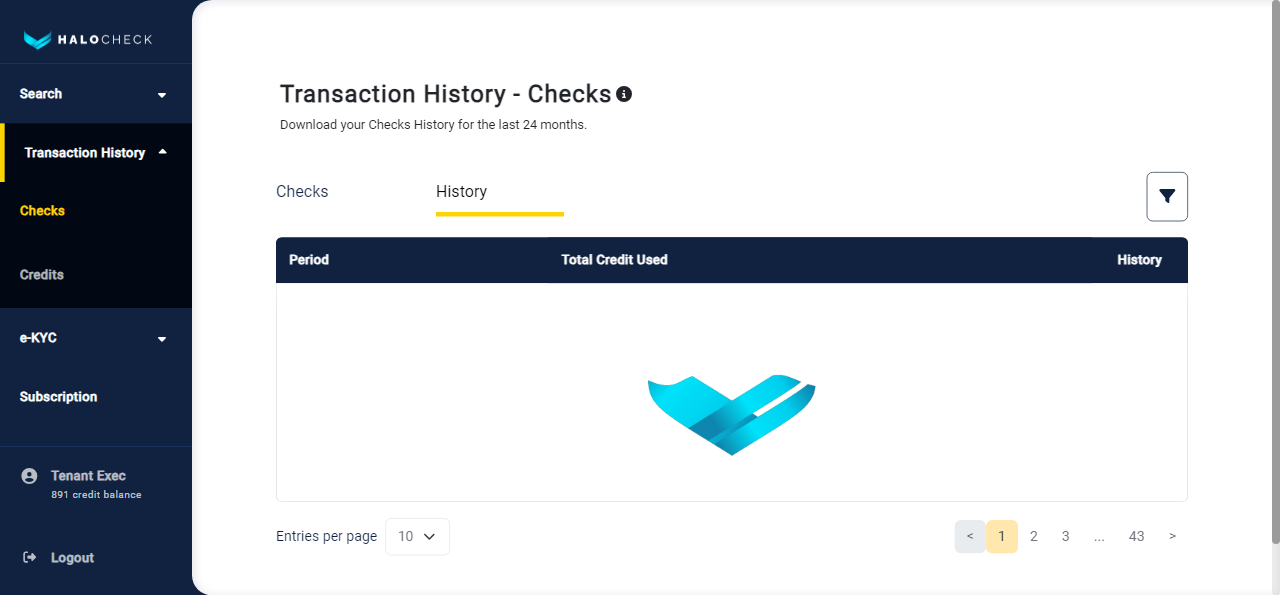 HALOCHECK
Search
Transaction History
Checks
Credits
e-KYC
Subscription
Tenant Exec
891 credit balance
Logout
Transaction History - Checks
Download your Checks History for the last 24 months.
Checks History
Period Total Credit Used History
Entries per page 10
< 1 2 3 ... 43 >